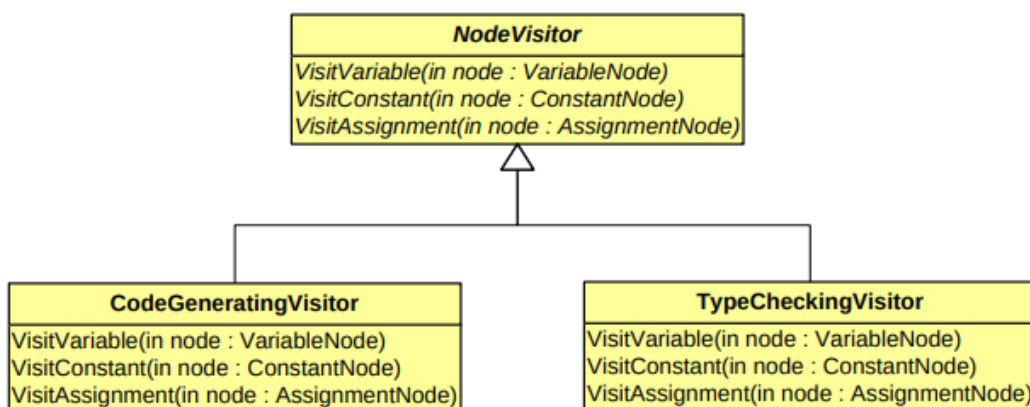 NodeVisitor
VisitVariable(in node : VariableNode)
VisitConstant(in node : ConstantNode)
VisitAssignment(in node : AssignmentNode)
CodeGeneratingVisitor
VisitVariable(in node : VariableNode)
VisitConstant(in node : ConstantNode)
VisitAssignment(in node : AssignmentNode)
TypeCheckingVisitor
VisitVariable(in node : VariableNode)
VisitConstant(in node : ConstantNode)
VisitAssignment(in node : AssignmentNode)